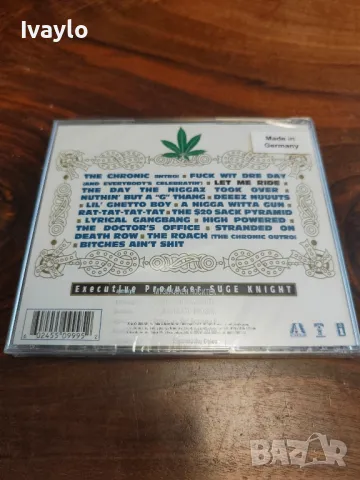 Ivaylo
Made in
Germany
THE CHRONIC (INTRO) • FUCK WIT DRE DAY
(AND EVERYBODY'S CELEBRATIN') • LET ME RIDE
THE DAY THE NIGGAZ TOOK OVER
NUTHIN' BUT A "G" THANG • DEEEZ NUUUTS
LIL' GHETTO BOY • A NIGGA WITTA GUN
RAT-TAT-TAT-TAT • THE $20 SACK PYRAMID
LYRICAL GANGBANG • HIGH POWERED
THE DOCTOR'S OFFICE • STRANDED ON
DEATH ROW • THE ROACH (THE CHRONIC OUTRO)
BITCHES AIN'T SHIT
Executive Producer SUGE KNIGHT
BAZAR